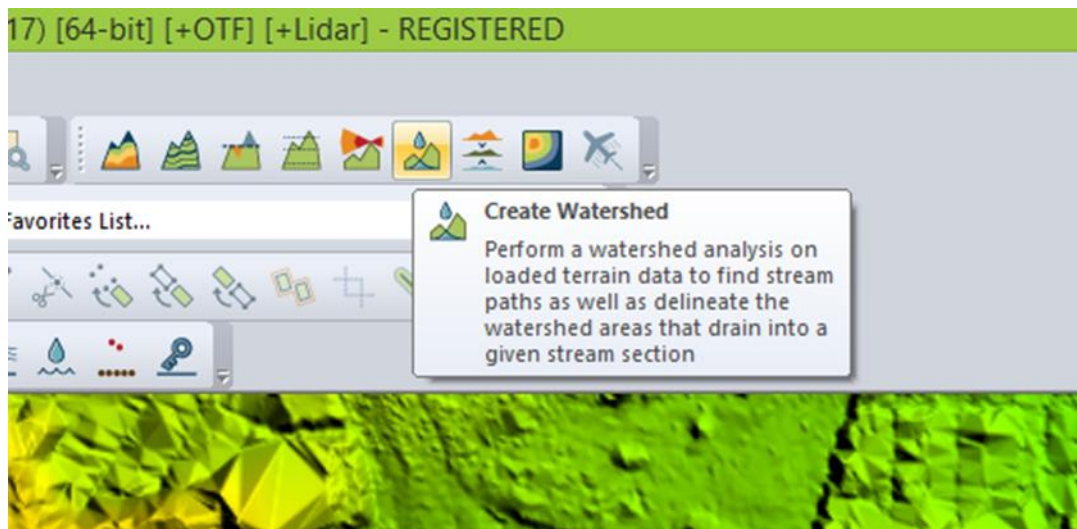 17) [64-bit] [+OTF] [+Lidar] - REGISTERED
Favorites List...
Create Watershed
Perform a watershed analysis on
loaded terrain data to find stream
paths as well as delineate the
watershed areas that drain into a
given stream section